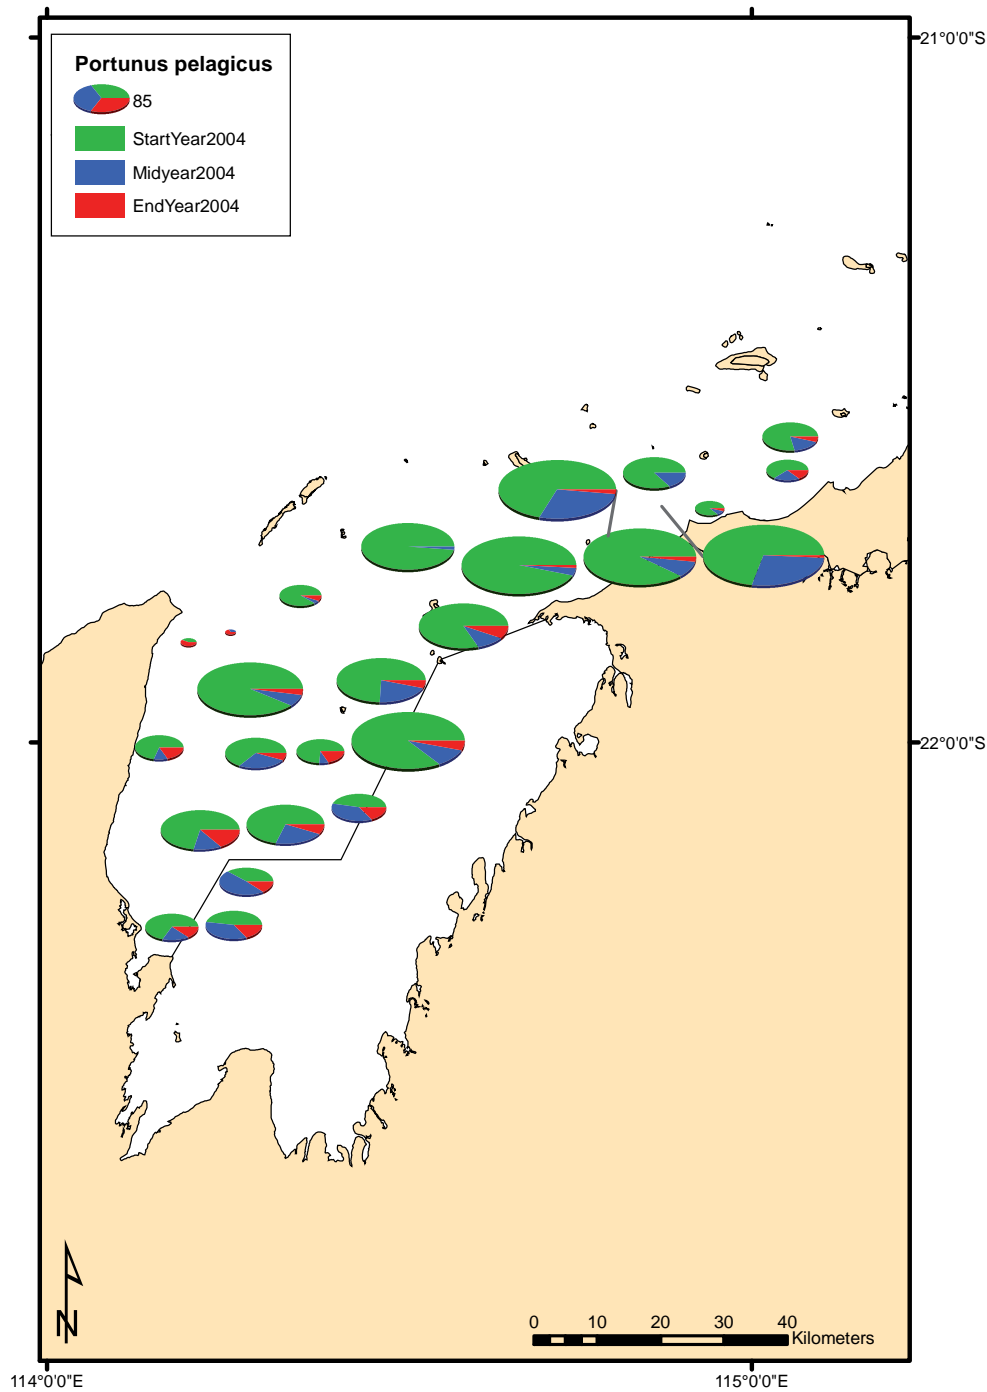 21°0'0"S
Portunus pelagicus
85
StartYear2004
Midyear2004
EndYear2004
22°0'0"S
N
0 10 20 30 40
Kilometers
114°0'0"E 115°0'0"E